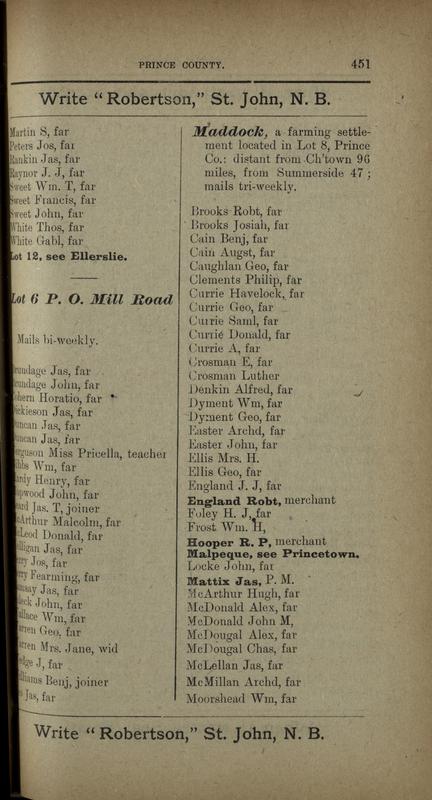 PRINCE COUNTY. 451
Write “Robertson,” St. John, N. B.
Martin S, far
Peters Jos, far
Rankin Jas, far
Raynor J. J, far
Sweet Wm. T, far
Sweet Francis, far
Sweet John, far
White Thos, far
White Gabl, far
Lot 12, see Ellerslie.
Lot 6 P. O. Mill Road
Mails bi-weekly.
Jas, far
John, far
Horatio, far
Jas, far
Jas, far
Jas, far
Miss Pricella, teacher
Wm, far
Henry, far
John, far
Jas. T, joiner
McArthur Malcolm, far
McLeod Donald, far
Jas, far
Jos, far
Fearming, far
Jas, far
John, far
Wm, far
Geo, far
Mrs. Jane, wid
J, far
Benj, joiner
Jas, far
Maddock, a farming settle-
ment located in Lot 8, Prince
Co.: distant from Ch'town 96
miles, from Summerside 47 ;
mails tri-weekly.
Brooks Robt, far
Brooks Josiah, far
Cain Benj, far
Cain Augst, far
Caughlan Geo, far
Clements Philip, far
Currie Havelock, far
Currie Geo, far
Currie Saml, far
Currie Donald, far
Currie A, far
Crosman E, far
Crosman Luther
Denkin Alfred, far
Dyment Wm, far
Dyment Geo, far
Easter Archd, far
Easter John, far
Ellis Mrs. H.
Ellis Geo, far
England J. J, far
England Robt, merchant
Foley H. J, far
Frost Wm. H,
Hooper R. P, merchant
Malpeque, see Princetown.
Locke John, far
Mattix Jas, P. M.
McArthur Hugh, far
McDonald Alex, far
McDonald John M,
McDougal Alex, far
McDougal Chas, far
McLellan Jas, far
McMillan Archd, far
Moorshead Wm, far
Write “Robertson,” St. John, N. B.